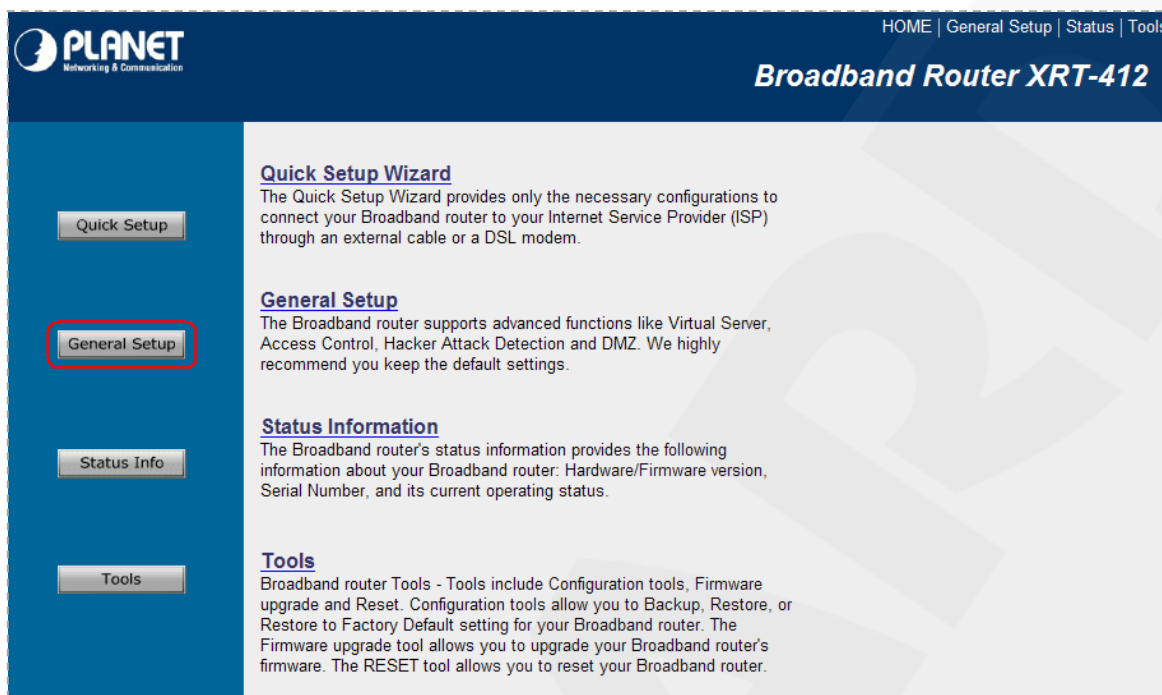 PLANET
Networking & Communication
HOME | General Setup | Status | Tools
Broadband Router XRT-412
Quick Setup
General Setup
Status Info
Tools
Quick Setup Wizard
The Quick Setup Wizard provides only the necessary configurations to
connect your Broadband router to your Internet Service Provider (ISP)
through an external cable or a DSL modem.
General Setup
The Broadband router supports advanced functions like Virtual Server,
Access Control, Hacker Attack Detection and DMZ. We highly
recommend you keep the default settings.
Status Information
The Broadband router's status information provides the following
information about your Broadband router: Hardware/Firmware version,
Serial Number, and its current operating status.
Tools
Broadband router Tools - Tools include Configuration tools, Firmware
upgrade and Reset. Configuration tools allow you to Backup, Restore, or
Restore to Factory Default setting for your Broadband router. The
Firmware upgrade tool allows you to upgrade your Broadband router's
firmware. The RESET tool allows you to reset your Broadband router.